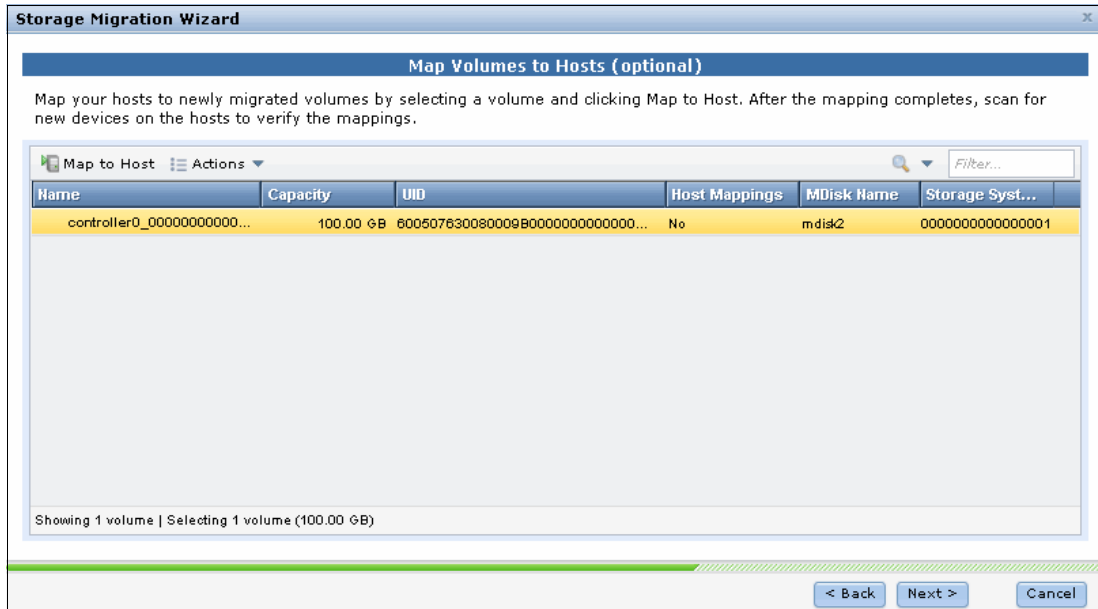 Storage Migration Wizard x
Map Volumes to Hosts (optional)
Map your hosts to newly migrated volumes by selecting a volume and clicking Map to Host. After the mapping completes, scan for
new devices on the hosts to verify the mappings.
Map to Host Actions Filter...
Name Capacity UID Host Mappings MDisk Name Storage Syst...
controller0_00000000000... 100.00 GB 600507630080009B0000000000000... No mdisk2 0000000000000001
Showing 1 volume | Selecting 1 volume (100.00 GB)
< Back Next > Cancel